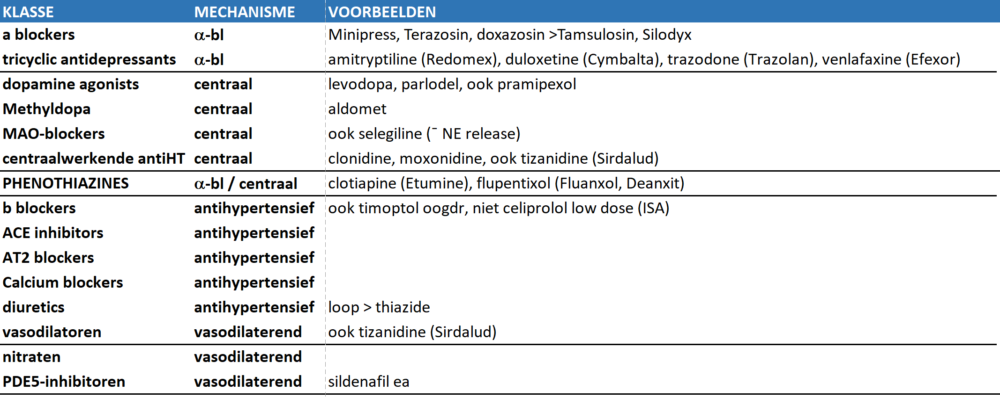 KLASSE MECHANISME VOORBEELDEN
a blockers α-bl Minipress, Terazosin, doxazosin >Tamsulosin, Silodyx
tricyclic antidepressants α-bl amitryptiline (Redomex), duloxetine (Cymbalta), trazodone (Trazolan), venlafaxine (Efexor)
dopamine agonists centraal levodopa, parlodel, ook pramipexol
Methyldopa centraal aldomet
MAO-blockers centraal ook selegiline (¯ NE release)
centraalwerkende antiHT centraal clonidine, moxonidine, ook tizanidine (Sirdalud)
PHENOTHIAZINES α-bl / centraal clotiapine (Etumine), flupentixol (Fluanxol, Deanxit)
b blockers antihypertensief ook timoptol oogdr, niet celiprolol low dose (ISA)
ACE inhibitors antihypertensief
AT2 blockers antihypertensief
Calcium blockers antihypertensief
diuretics antihypertensief loop > thiazide
vasodilatoren vasodilaterend ook tizanidine (Sirdalud)
nitraten vasodilaterend
PDE5-inhibitoren vasodilaterend sildenafil ea